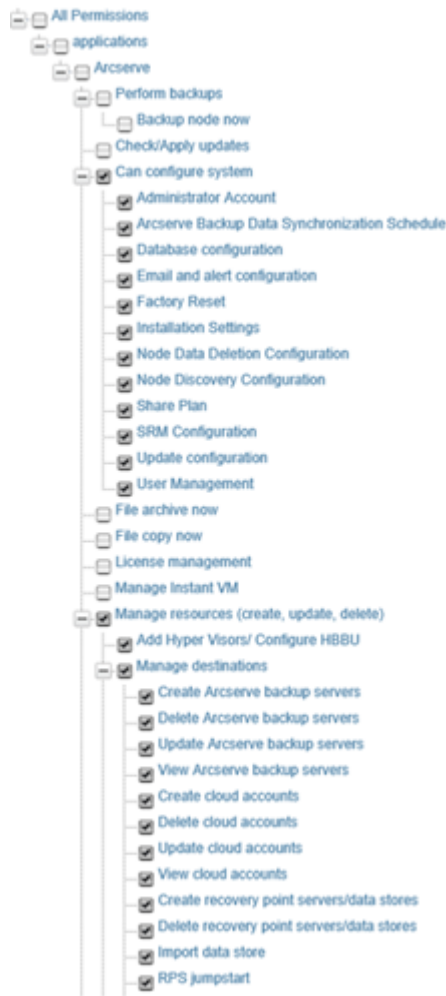 All Permissions
applications
Arcserve
Perform backups
Backup node now
Check/Apply updates
Can configure system
Administrator Account
Arcserve Backup Data Synchronization Schedule
Database configuration
Email and alert configuration
Factory Reset
Installation Settings
Node Data Deletion Configuration
Node Discovery Configuration
Share Plan
SRM Configuration
Update configuration
User Management
File archive now
File copy now
License management
Manage Instant VM
Manage resources (create, update, delete)
Add Hyper Visors/ Configure HBBU
Manage destinations
Create Arcserve backup servers
Delete Arcserve backup servers
Update Arcserve backup servers
View Arcserve backup servers
Create cloud accounts
Delete cloud accounts
Update cloud accounts
View cloud accounts
Create recovery point servers/data stores
Delete recovery point servers/data stores
Import data store
RPS jumpstart